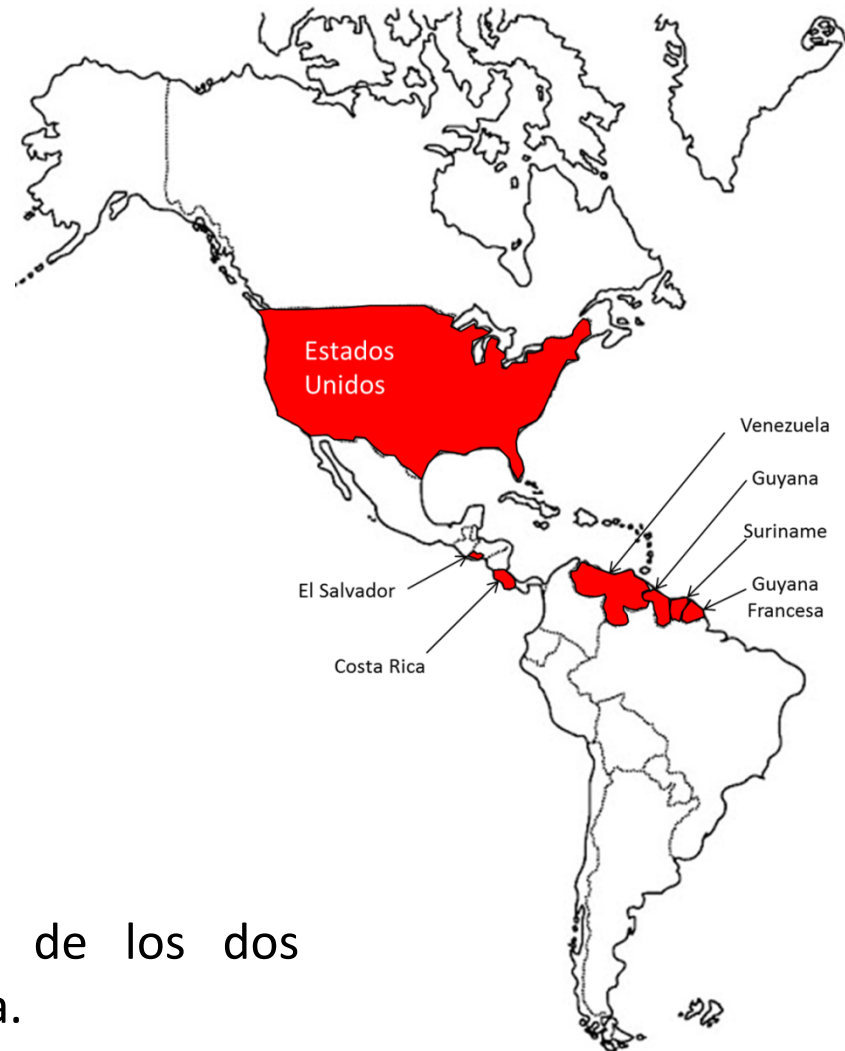 Estados
Unidos
Venezuela
Guyana
Suriname
El Salvador
Guyana
Francesa
Costa Rica
de los dos
a.